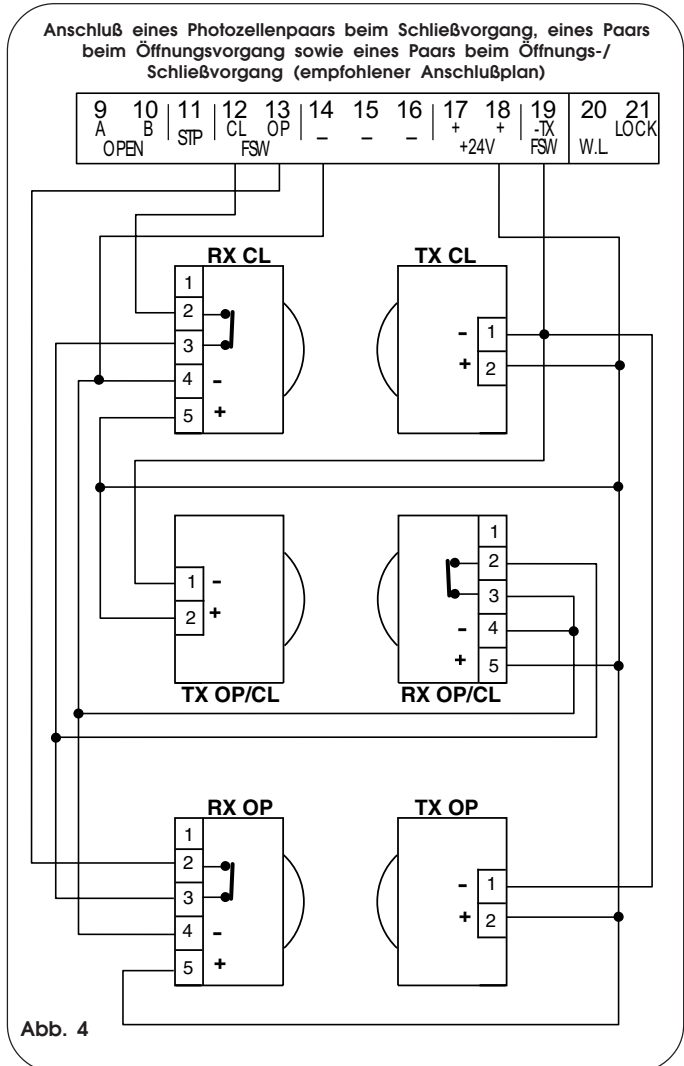 Anschluß eines Photozellenpaars beim Schließvorgang, eines Paars
beim Öffnungsvorgang sowie eines Paars beim Öffnungs-/
Schließvorgang (empfohlener Anschlußplan)
9 10 11 12 13 14 15 16 17 18 19 20 21
A B STP CL OP – – – + + -TX LOCK
OPEN FSW +24V FSW W.L.
RX CL TX CL
1
2
3
4 -
5 +
- 1
+ 2
1 -
2 +
1
2
3
- 4
+ 5
TX OP/CL RX OP/CL
RX OP TX OP
1
2
3
4 -
5 +
- 1
+ 2
Abb. 4